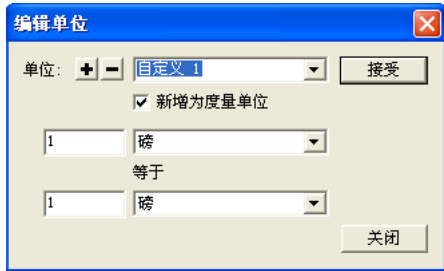 编辑单位
单位: 自定义 1 接受
新增为度量单位
1 磅
等于
1 磅
关闭